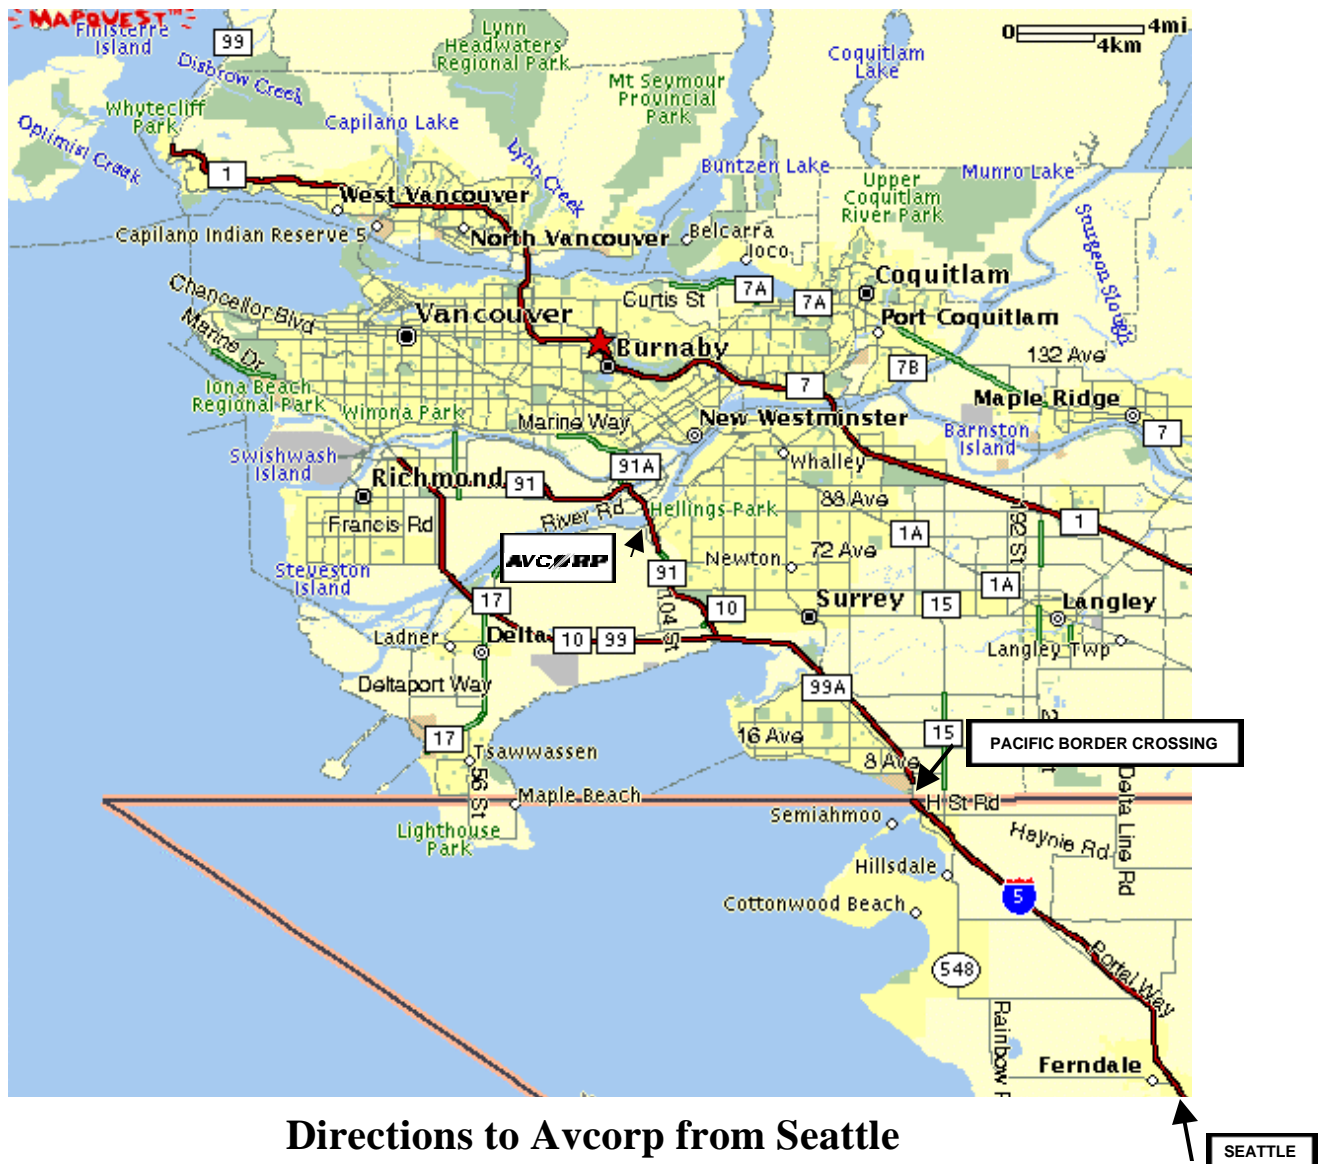 MAPQUEST
Finisterre
Island
99
Disbrow Creek
Whytecliff
Park
Optimist Creek
Lynn
Headwaters
Regional Park
Mt Seymour
Provincial
Park
Coquitlam
Lake
0
4mi
4km
Capilano Lake
Lynn Creek
Buntzen Lake
Munro Lake
Upper
Coquitlam
River Park
Sturgeon Slough
1
West Vancouver
Capilano Indian Reserve 5
North Vancouver
Belcarra
Ioco
Coquitlam
7A
7A
Curtis St
Chancellor Blvd
Marine Dr
Vancouver
Port Coquitlam
132 Ave
Burnaby
7B
7
Iona Beach
Regional Park
Winona Park
Marine Way
New Westminster
Maple Ridge
7
Barnston
Island
Swishwash
Island
Richmond
91
91A
Whalley
88 Ave
192 St
1
Francis Rd
River Rd
Hellings Park
1A
72 Ave
AVCORP
Newton
91
Steveston
Island
1A
17
104 St
10
Surrey
15
Langley
Ladner
Delta
10
99
Langley Twp
Deltaport Way
99A
16 Ave
15
PACIFIC BORDER CROSSING
17
Tsawwassen
8 Ave
56 St
Maple Beach
H St Rd
Lighthouse
Park
Semiahmoo
Haynie Rd
Delta Line Rd
Hillsdale
5
Cottonwood Beach
548
Portal Way
Rainbow
Ferndale
Directions to Avcorp from Seattle
SEATTLE